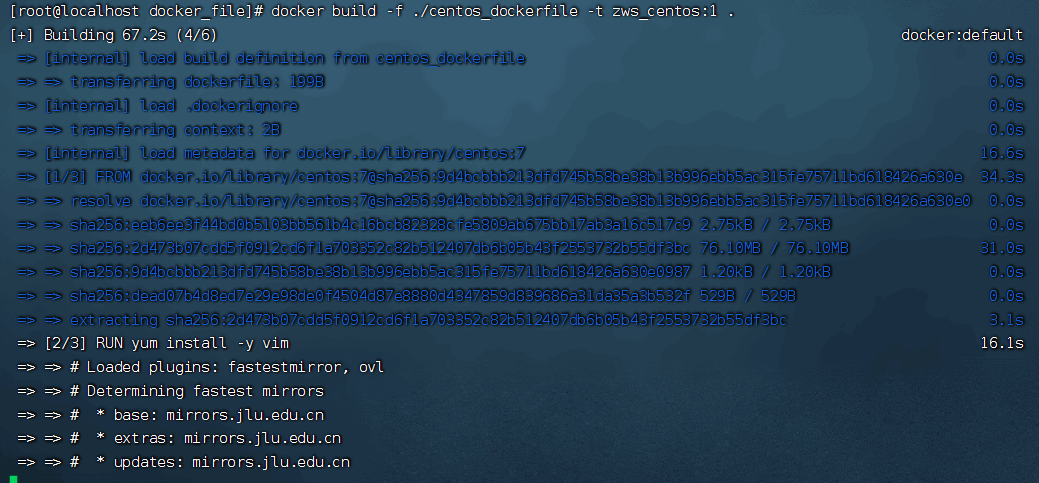 [root@localhost docker_file]# docker build -f ./centos_dockerfile -t zws_centos:1 .
[+] Building 67.2s (4/6) docker:default
=> [internal] load build definition from centos_dockerfile 0.0s
=> => transferring dockerfile: 199B 0.0s
=> [internal] load .dockerignore 0.0s
=> => transferring context: 2B 0.0s
=> [internal] load metadata for docker.io/library/centos:7 16.6s
=> [1/3] FROM docker.io/library/centos:7@sha256:9d4bcbbb213dfd745b58be38b13b996ebb5ac315fe75711bd618426a630e 34.3s
=> => resolve docker.io/library/centos:7@sha256:9d4bcbbb213dfd745b58be38b13b996ebb5ac315fe75711bd618426a630e0 0.0s
=> => sha256:eeb6ee3f44bd0b5103bb561b4c16bcb82328cfe5809ab675bb17ab3a16c517c9 2.75kB / 2.75kB 0.0s
=> => sha256:2d473b07cdd5f0912cd6f1a703352c82b512407db6b05b43f2553732b55df3bc 76.10MB / 76.10MB 31.0s
=> => sha256:9d4bcbbb213dfd745b58be38b13b996ebb5ac315fe75711bd618426a630e0987 1.20kB / 1.20kB 0.0s
=> => sha256:dead07b4d8ed7e29e98de0f4504d87e8880d4347859d839686a31da35a3b532f 529B / 529B 0.0s
=> => extracting sha256:2d473b07cdd5f0912cd6f1a703352c82b512407db6b05b43f2553732b55df3bc 3.1s
=> [2/3] RUN yum install -y vim 16.1s
=> => # Loaded plugins: fastestmirror, ovl
=> => # Determining fastest mirrors
=> => #  * base: mirrors.jlu.edu.cn
=> => #  * extras: mirrors.jlu.edu.cn
=> => #  * updates: mirrors.jlu.edu.cn